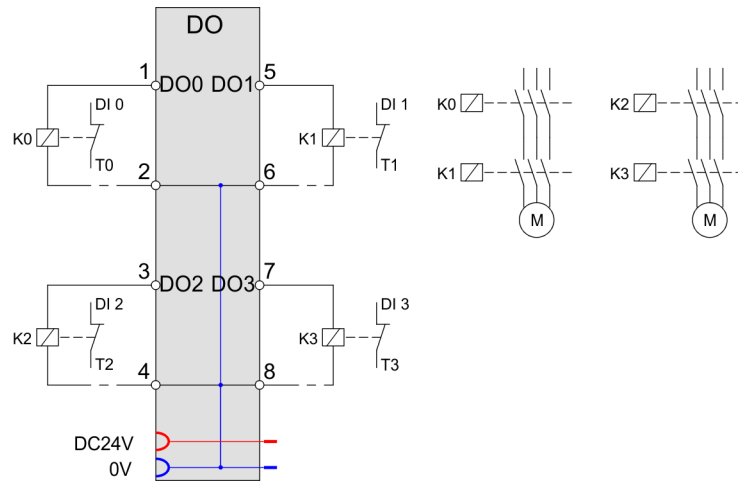 DO
1 DO0 DO1 5
DI 0
DI 1
K0
K1
T0
T1
2
6
K0
K2
K1
K3
M
M
3 DO2 DO3 7
DI 2
DI 3
K2
K3
T2
T3
4
8
DC24V
0V